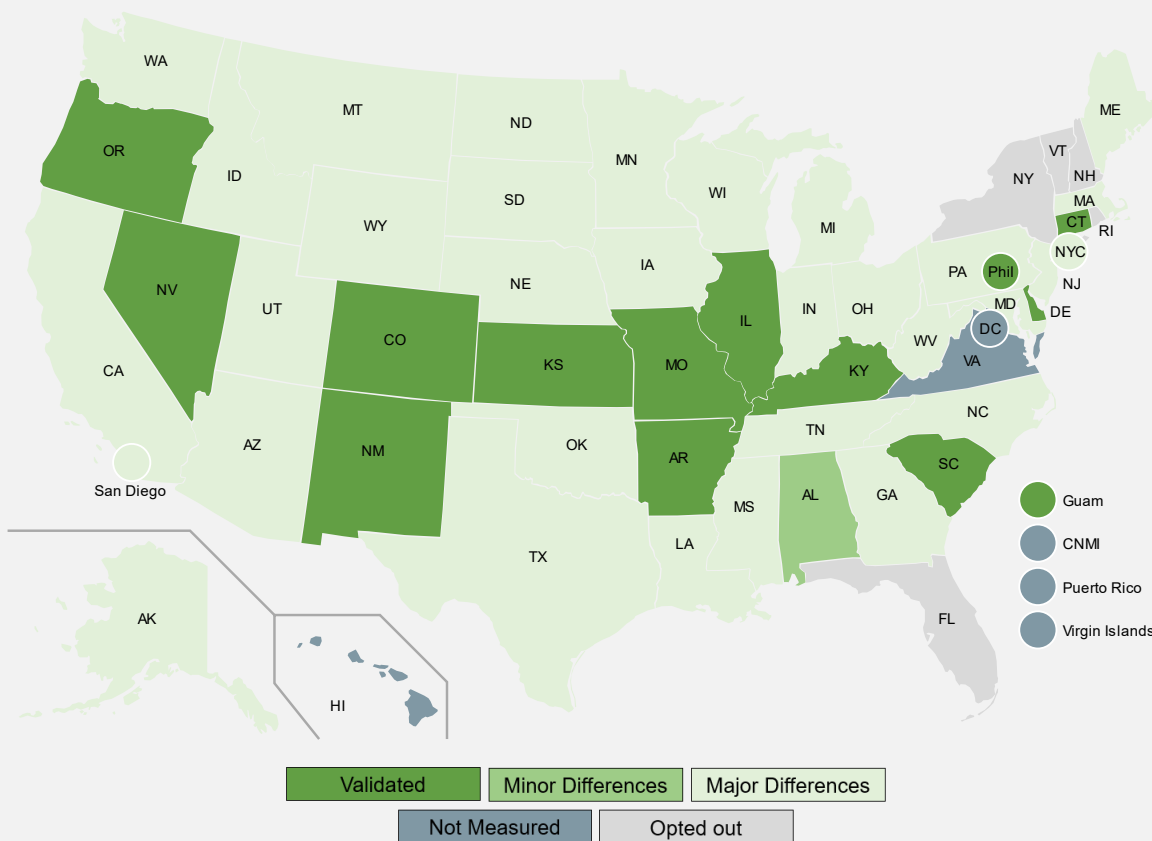 WA
MT
ND
MN
ME
OR
ID
SD
WI
MI
NY
VT
NH
MA
CT
RI
WY
IA
NE
NYC
PA
Phil
NJ
NV
UT
CO
KS
MO
IL
IN
OH
MD
DE
DC
WV
VA
KY
CA
AZ
NM
OK
AR
TN
NC
SC
San Diego
TX
LA
MS
AL
GA
FL
Guam
CNMI
Puerto Rico
Virgin Islands
AK
HI
Validated
Minor Differences
Major Differences
Not Measured
Opted out